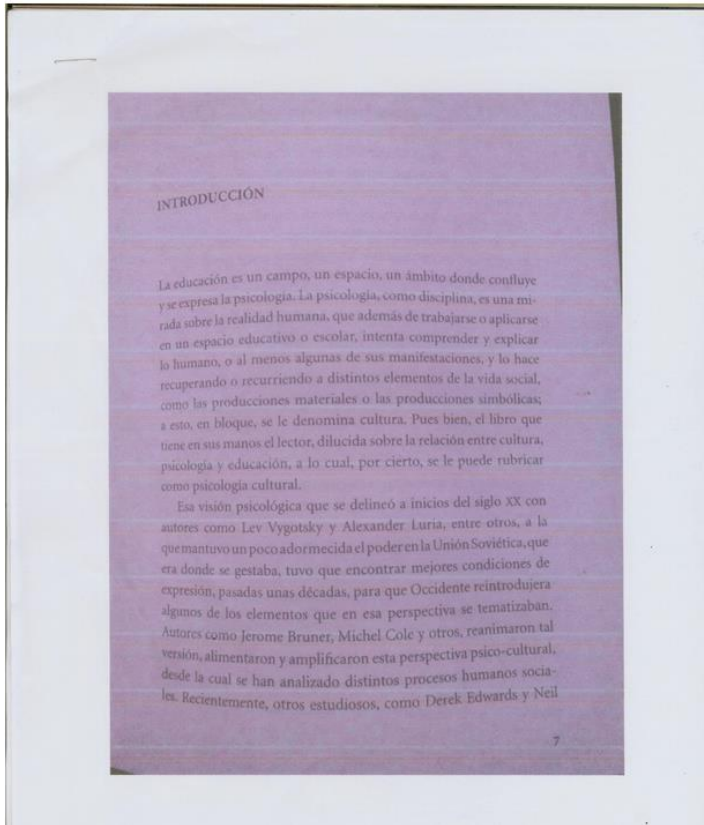 INTRODUCCIÓN
La educación es un campo, un espacio, un ámbito donde confluye
y se expresa la psicología. La psicología, como disciplina, es una mi-
rada sobre la realidad humana, que además de trabajarse o aplicarse
en un espacio educativo o escolar, intenta comprender y explicar
lo humano, o al menos algunas de sus manifestaciones, y lo hace
recuperando o recurriendo a distintos elementos de la vida social,
como las producciones materiales o las producciones simbólicas;
a esto, en bloque, se le denomina cultura. Pues bien, el libro que
tiene en sus manos el lector, dilucida sobre la relación entre cultura,
psicología y educación, a lo cual, por cierto, se le puede rubricar
como psicología cultural.
Esa visión psicológica que se delineó a inicios del siglo XX con
autores como Lev Vygotsky y Alexander Luria, entre otros, a la
que mantuvo un poco adormecida el poder en la Unión Soviética, que
era donde se gestaba, tuvo que encontrar mejores condiciones de
expresión, pasadas unas décadas, para que Occidente reintrodujera
algunos de los elementos que en esa perspectiva se tematizaban.
Autores como Jerome Bruner, Michel Cole y otros, reanimaron tal
versión, alimentaron y amplificaron esta perspectiva psico-cultural,
desde la cual se han analizado distintos procesos humanos socia-
les. Recientemente, otros estudiosos, como Derek Edwards y Neil
7